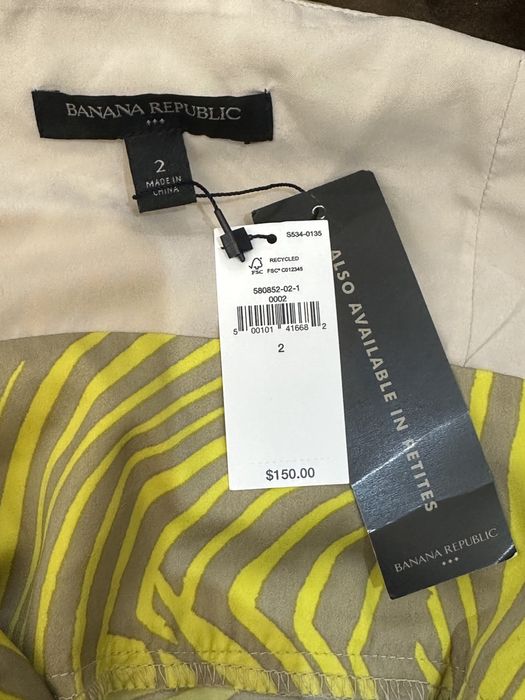 BANANA REPUBLIC
2
MADE IN
CHINA
S534-0135
RECYCLED
FSC
FSC® C012345
580852-02-1
0002
5 00101 41668 2
2
$150.00
ALSO AVAILABLE IN PETITES
BANANA REPUBLIC